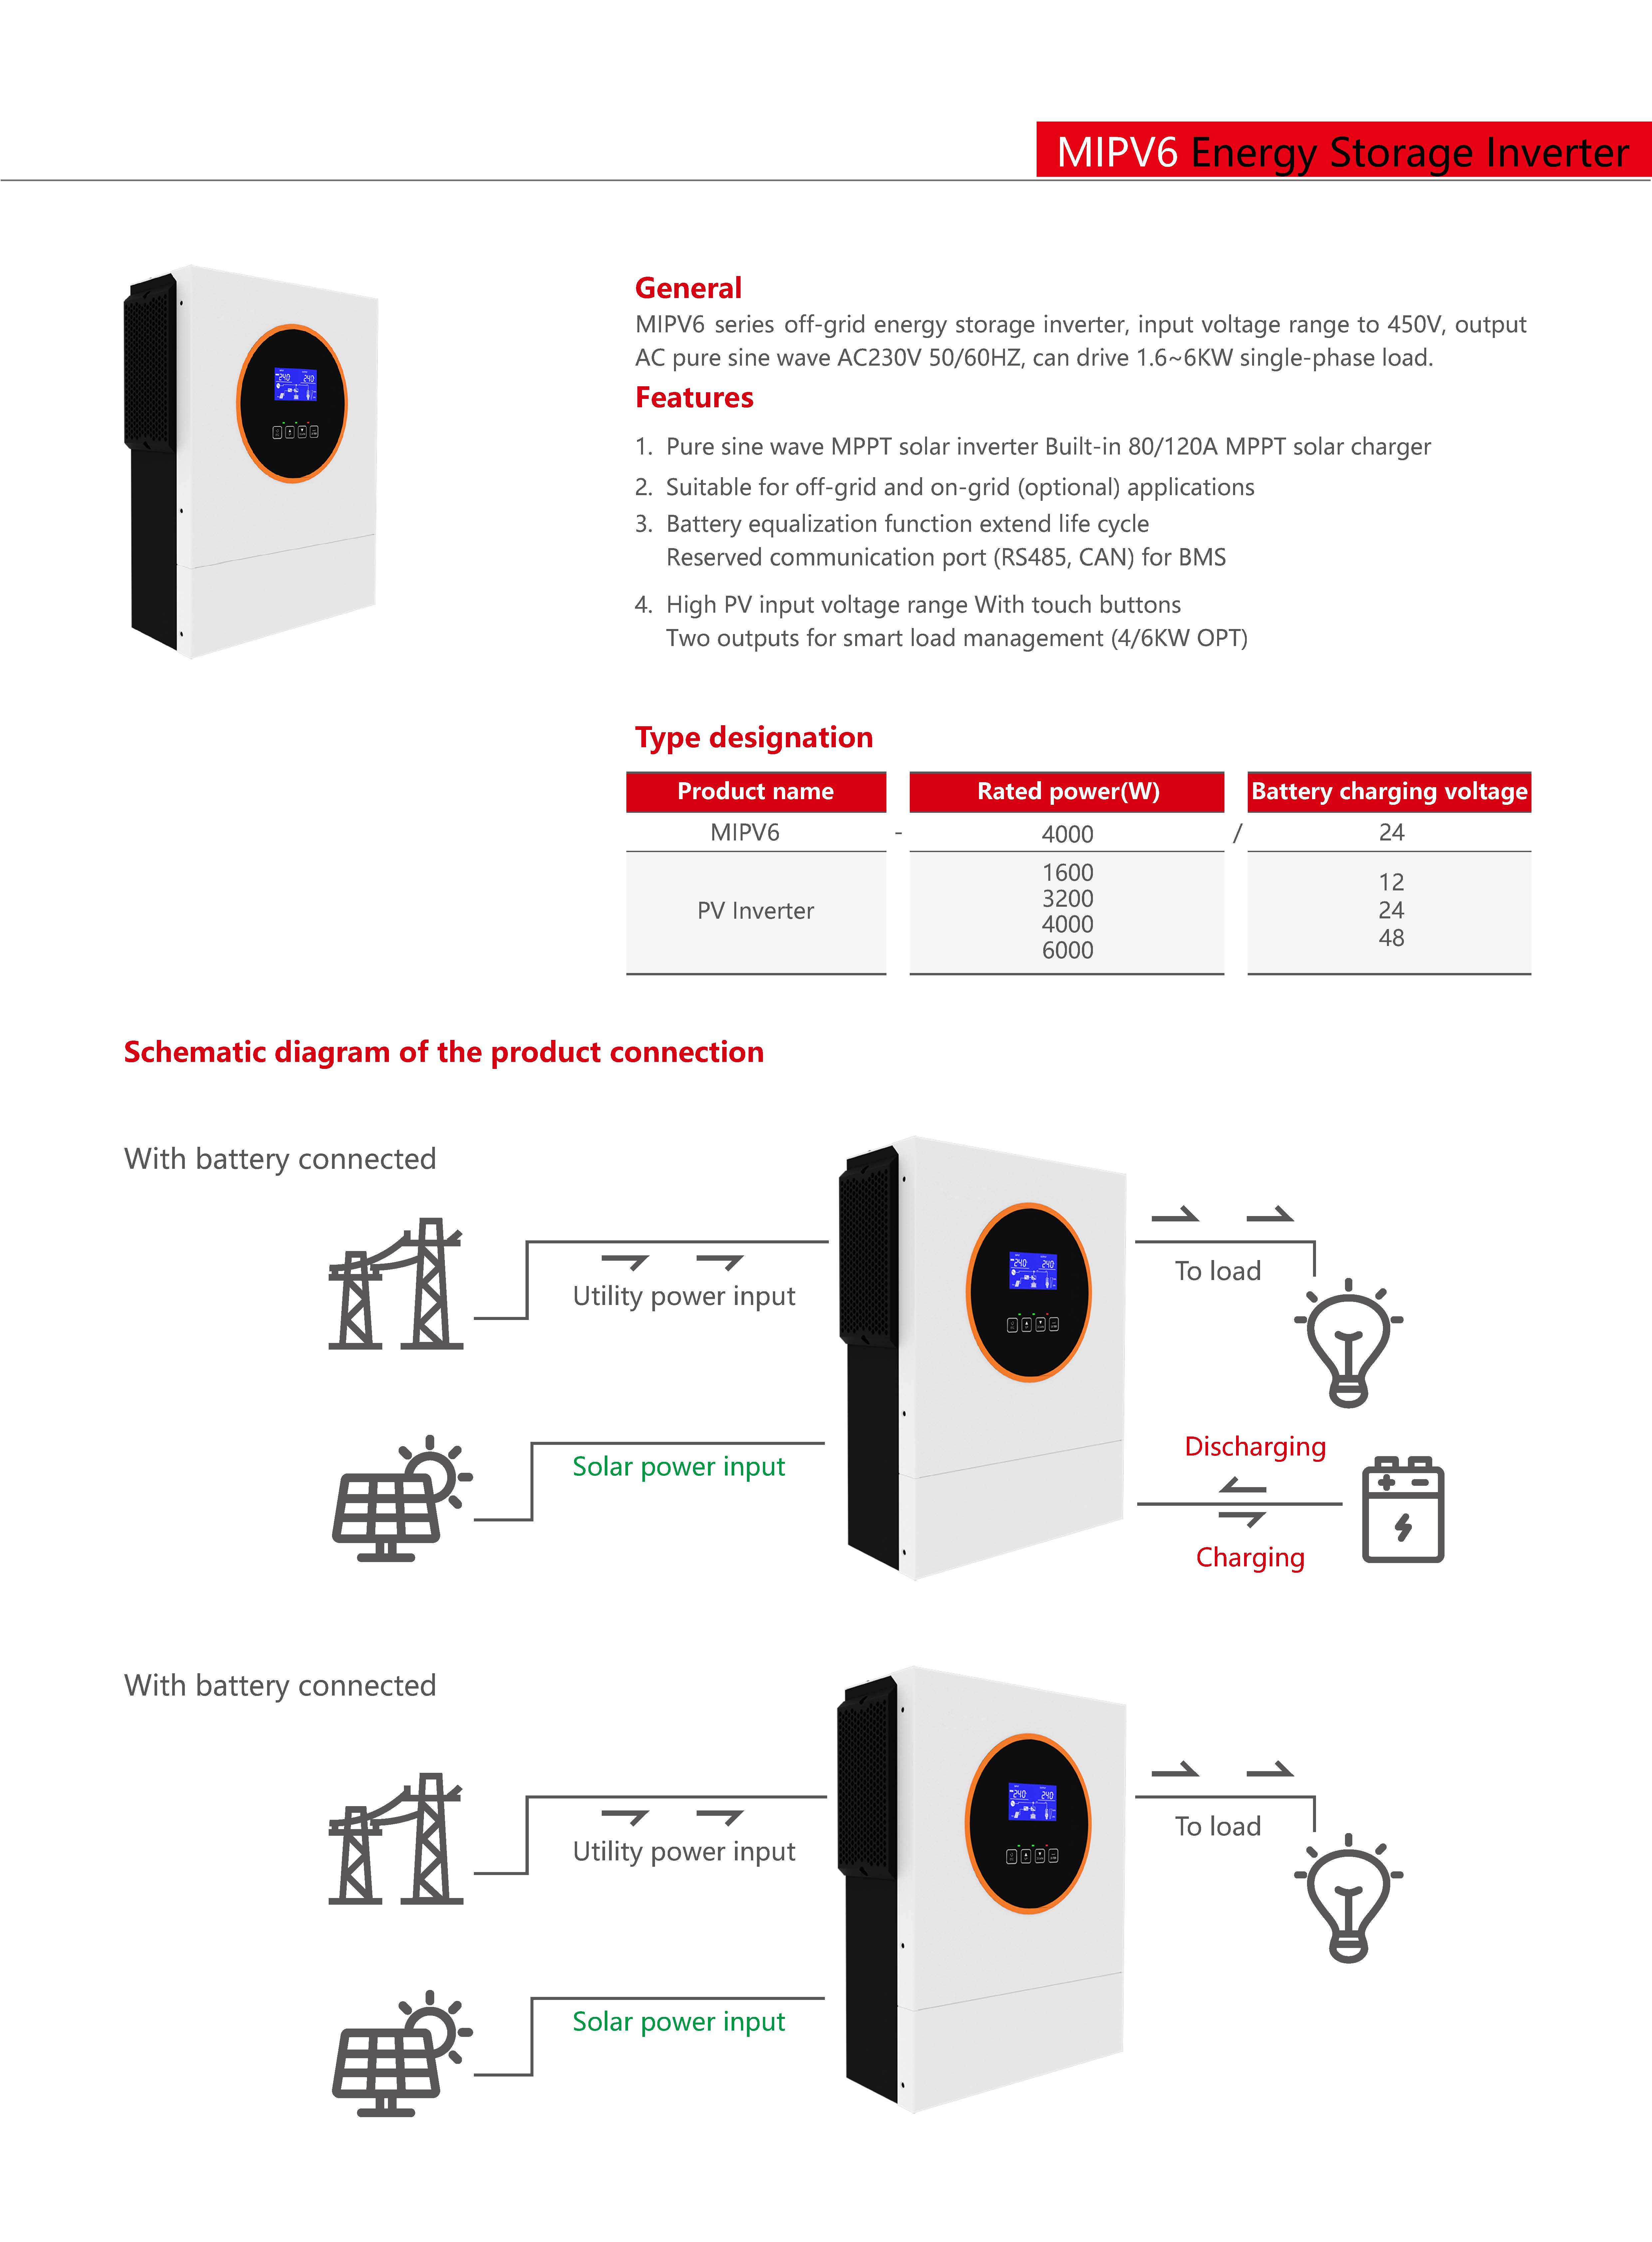 MIPV6 Energy Storage Inverter
General
MIPV6 series off-grid energy storage inverter, input voltage range to 450V, output
AC pure sine wave AC230V 50/60HZ, can drive 1.6~6KW single-phase load.
Features
1. Pure sine wave MPPT solar inverter Built-in 80/120A MPPT solar charger
2. Suitable for off-grid and on-grid (optional) applications
3. Battery equalization function extend life cycle
Reserved communication port (RS485, CAN) for BMS
4. High PV input voltage range With touch buttons
Two outputs for smart load management (4/6KW OPT)
Type designation
Product name Rated power(W) Battery charging voltage
MIPV6 - 4000 / 24
PV Inverter
1600
3200
4000
6000
12
24
48
Schematic diagram of the product connection
With battery connected
Utility power input
To load
Solar power input
Discharging
Charging
With battery connected
Utility power input
To load
Solar power input